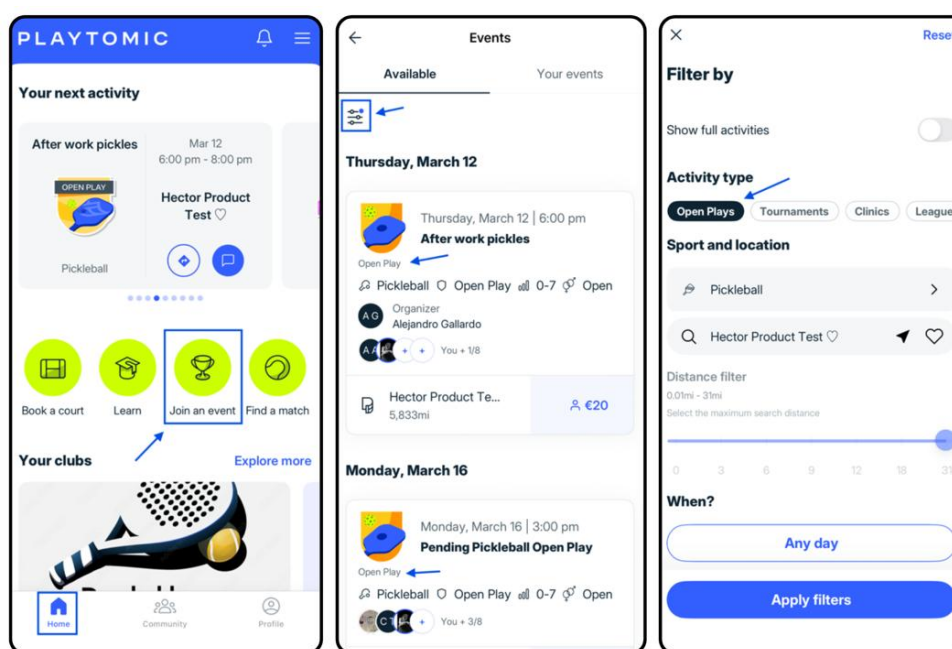 PLAYTOMIC
Your next activity
After work pickles
Mar 12
6:00 pm - 8:00 pm
OPEN PLAY
Hector Product
Test ♡
Pickleball
Book a court
Learn
Join an event
Find a match
Your clubs
Explore more
Home
Community
Profile
Events
Available
Your events
Thursday, March 12
Thursday, March 12 | 6:00 pm
After work pickles
Open Play
Pickleball Open Play 0-7 Open
AG
Organizer
Alejandro Gallardo
You + 1/8
Hector Product Te...
5,833mi
€20
Monday, March 16
Monday, March 16 | 3:00 pm
Pending Pickleball Open Play
Open Play
Pickleball Open Play 0-7 Open
You + 3/8
Reset
Filter by
Show full activities
Activity type
Open Plays Tournaments Clinics League
Sport and location
Pickleball
Hector Product Test ♡
Distance filter
0.01mi - 31mi
Select the maximum search distance
0 3 6 9 12 18 31
When?
Any day
Apply filters